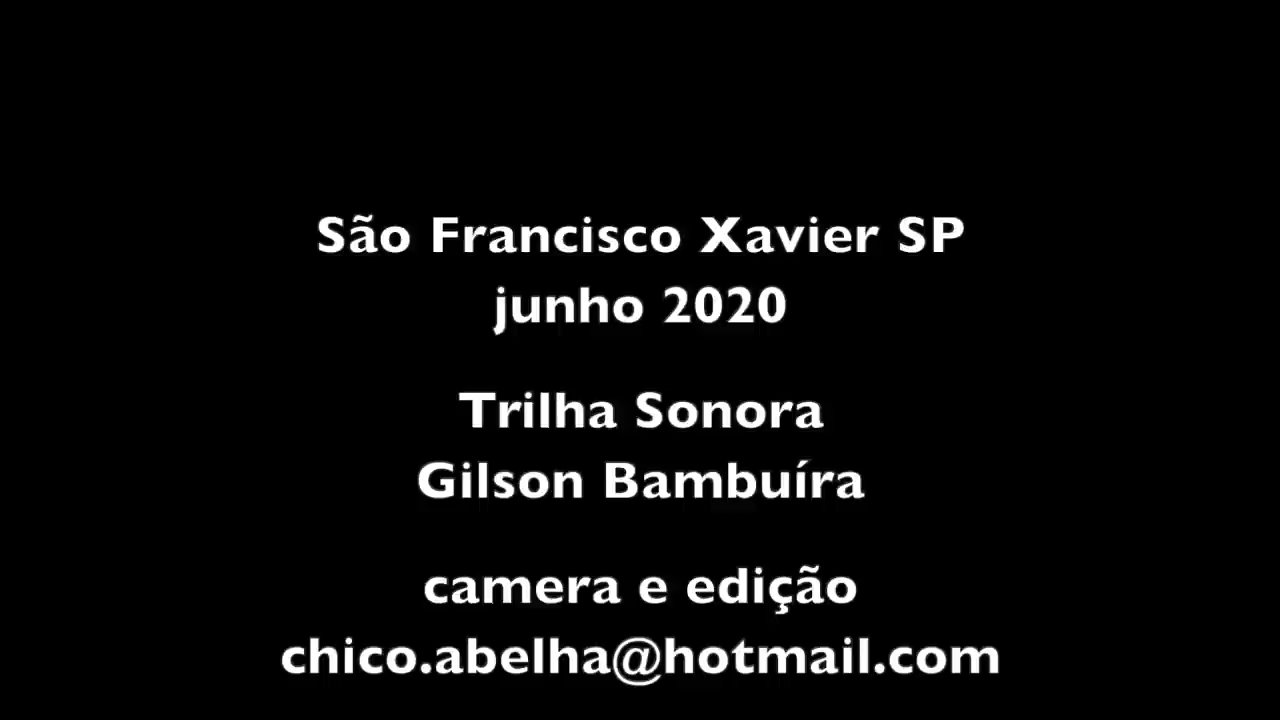 São Francisco Xavier SP
junho 2020
Trilha Sonora
Gilson Bambuíra
camera e edição
chico.abelha@hotmail.com